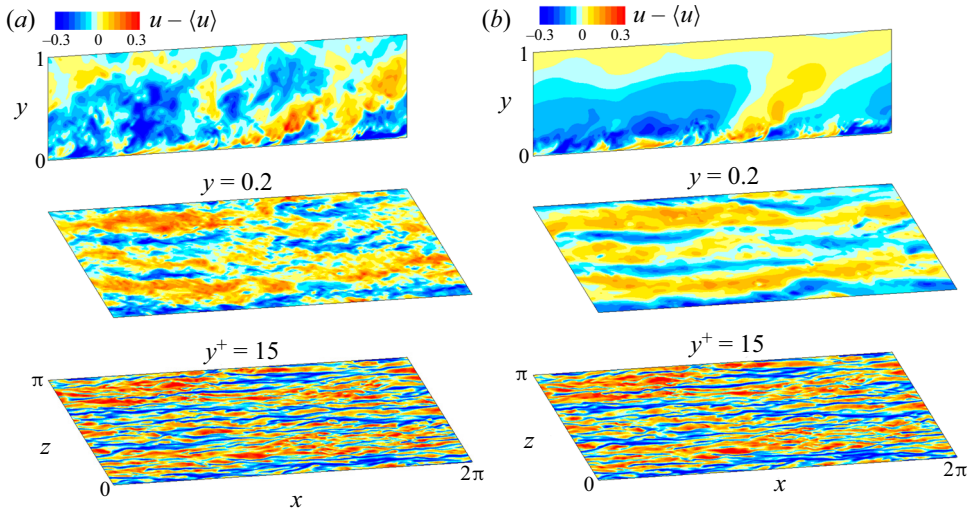 (a) u − ⟨u⟩
−0.3 0 0.3
1
y
0
y = 0.2
y⁺ = 15
π
z
0
x
2π
(b) u − ⟨u⟩
−0.3 0 0.3
1
y
0
y = 0.2
y⁺ = 15
π
z
0
x
2π